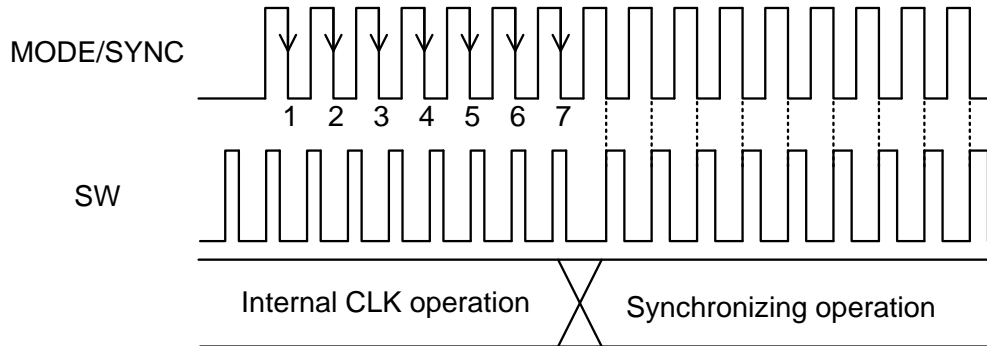 MODE/SYNC
1 2 3 4 5 6 7
SW
Internal CLK operation
Synchronizing operation